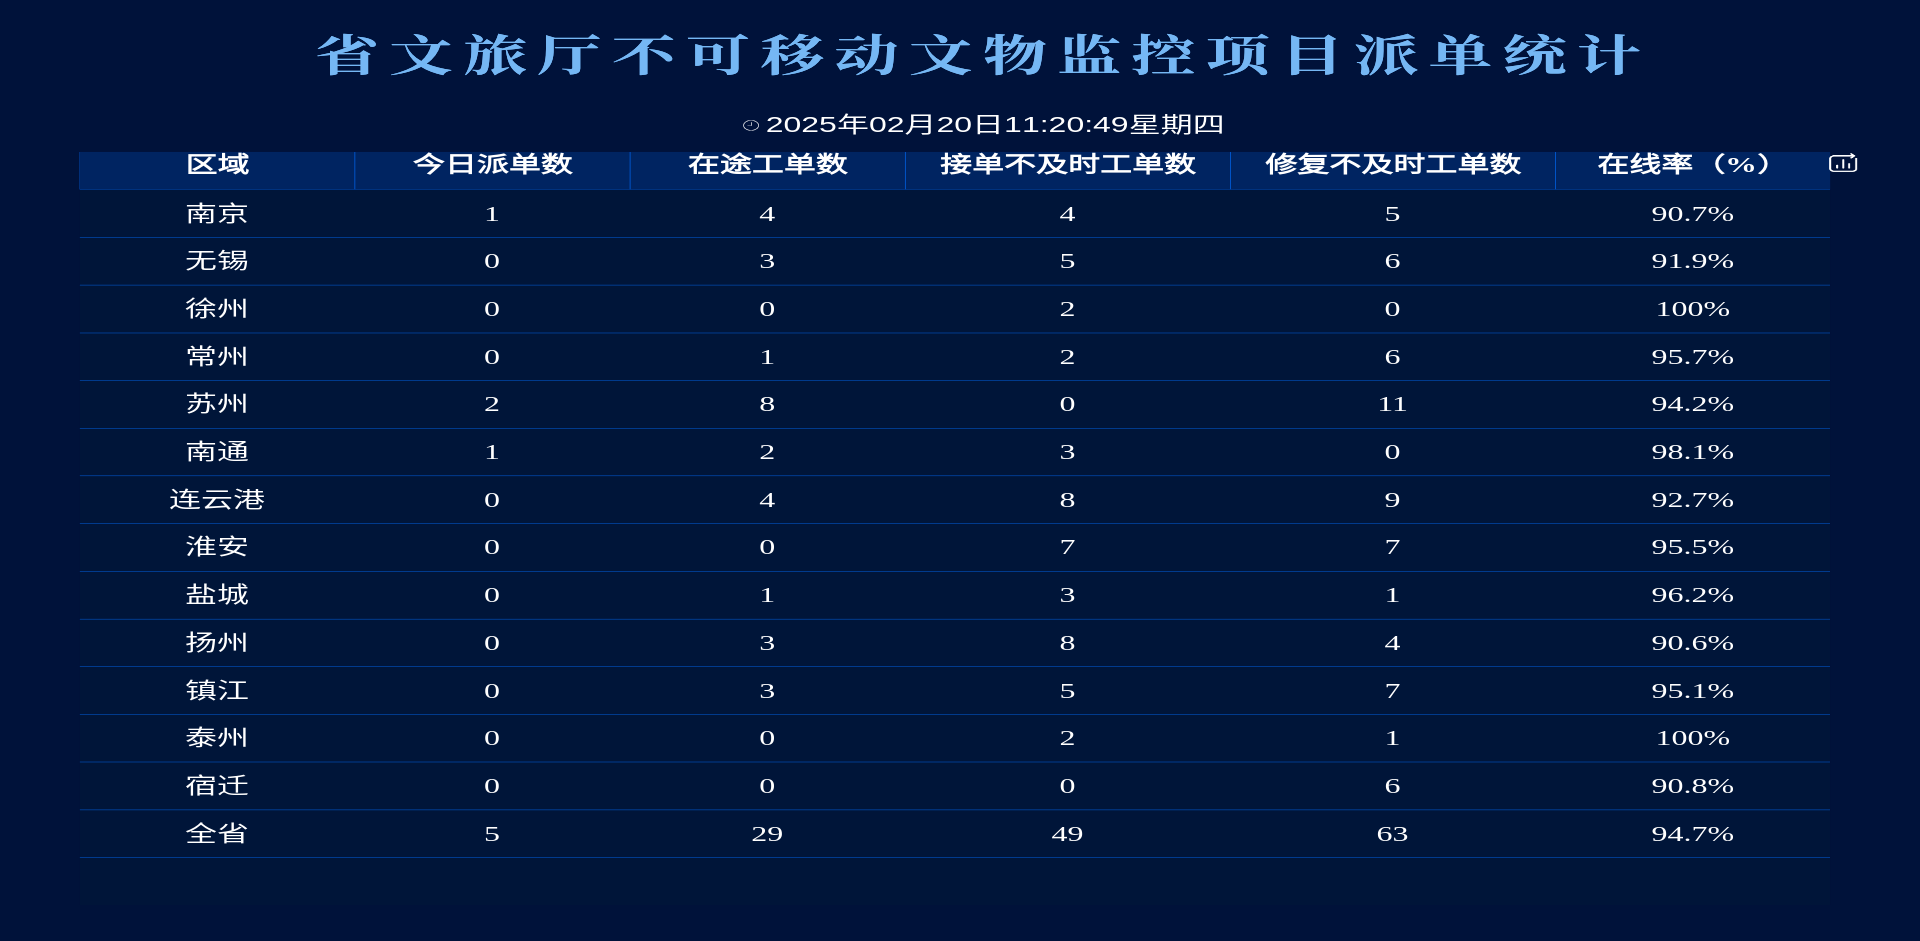 省文旅厅不可移动文物监控项目派单统计
2025年02月20日11:20:49星期四
区域 今日派单数 在途工单数 接单不及时工单数 修复不及时工单数 在线率（%）
南京 1 4 4 5 90.7%
无锡 0 3 5 6 91.9%
徐州 0 0 2 0 100%
常州 0 1 2 6 95.7%
苏州 2 8 0 11 94.2%
南通 1 2 3 0 98.1%
连云港 0 4 8 9 92.7%
淮安 0 0 7 7 95.5%
盐城 0 1 3 1 96.2%
扬州 0 3 8 4 90.6%
镇江 0 3 5 7 95.1%
泰州 0 0 2 1 100%
宿迁 0 0 0 6 90.8%
全省 5 29 49 63 94.7%